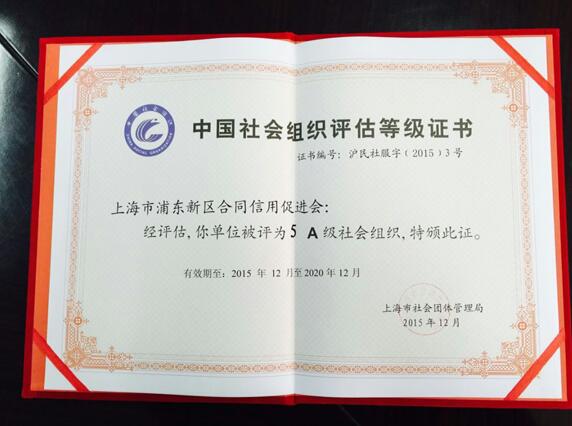 中国社会组织评估等级证书
证书编号：沪民社服字（2015）3号
上海市浦东新区合同信用促进会：
经评估，你单位被评为 5 A 级社会组织，特颁此证。
有效期至：2015 年 12 月至2020 年 12 月
上海市社会团体管理局
2015 年 12 月